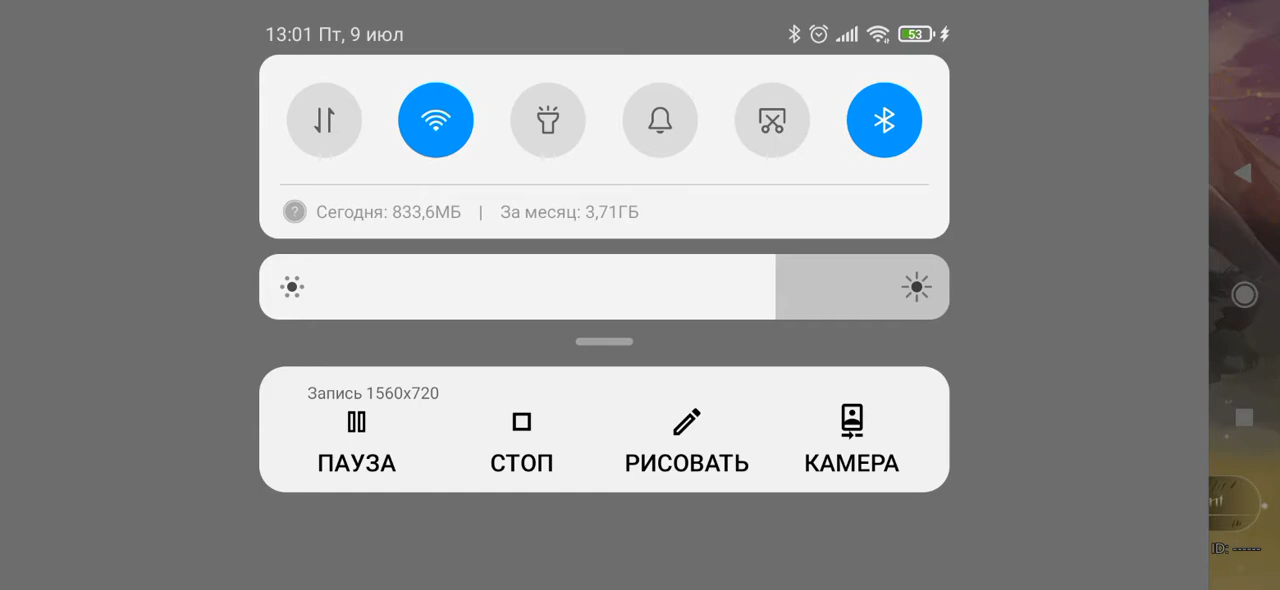 13:01 Пт, 9 июл
53
Сегодня: 833,6МБ | За месяц: 3,71ГБ
Запись 1560x720
ПАУЗА СТОП РИСОВАТЬ КАМЕРА
ID: ------